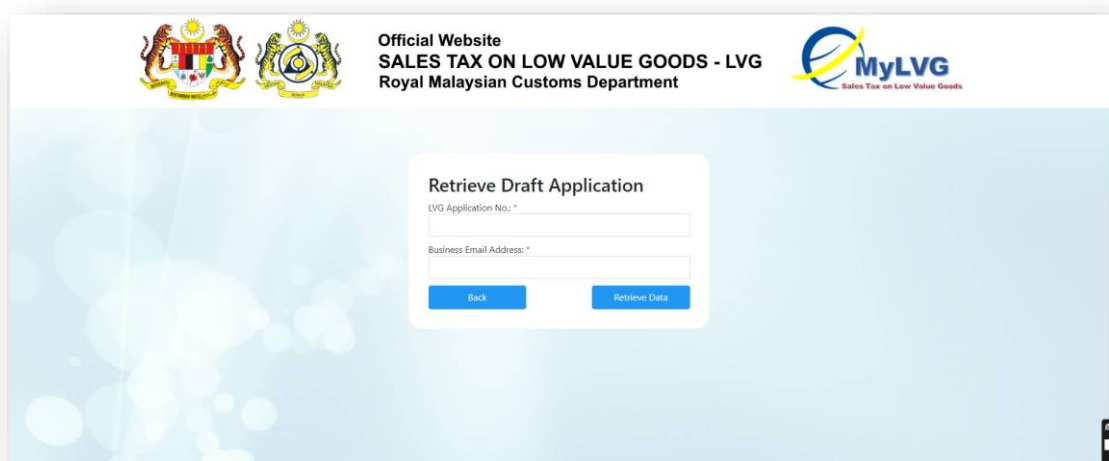 Official Website
SALES TAX ON LOW VALUE GOODS - LVG
Royal Malaysian Customs Department
MyLVG
Sales Tax on Low Value Goods
Retrieve Draft Application
LVG Application No.: *
Business Email Address: *
Back
Retrieve Data